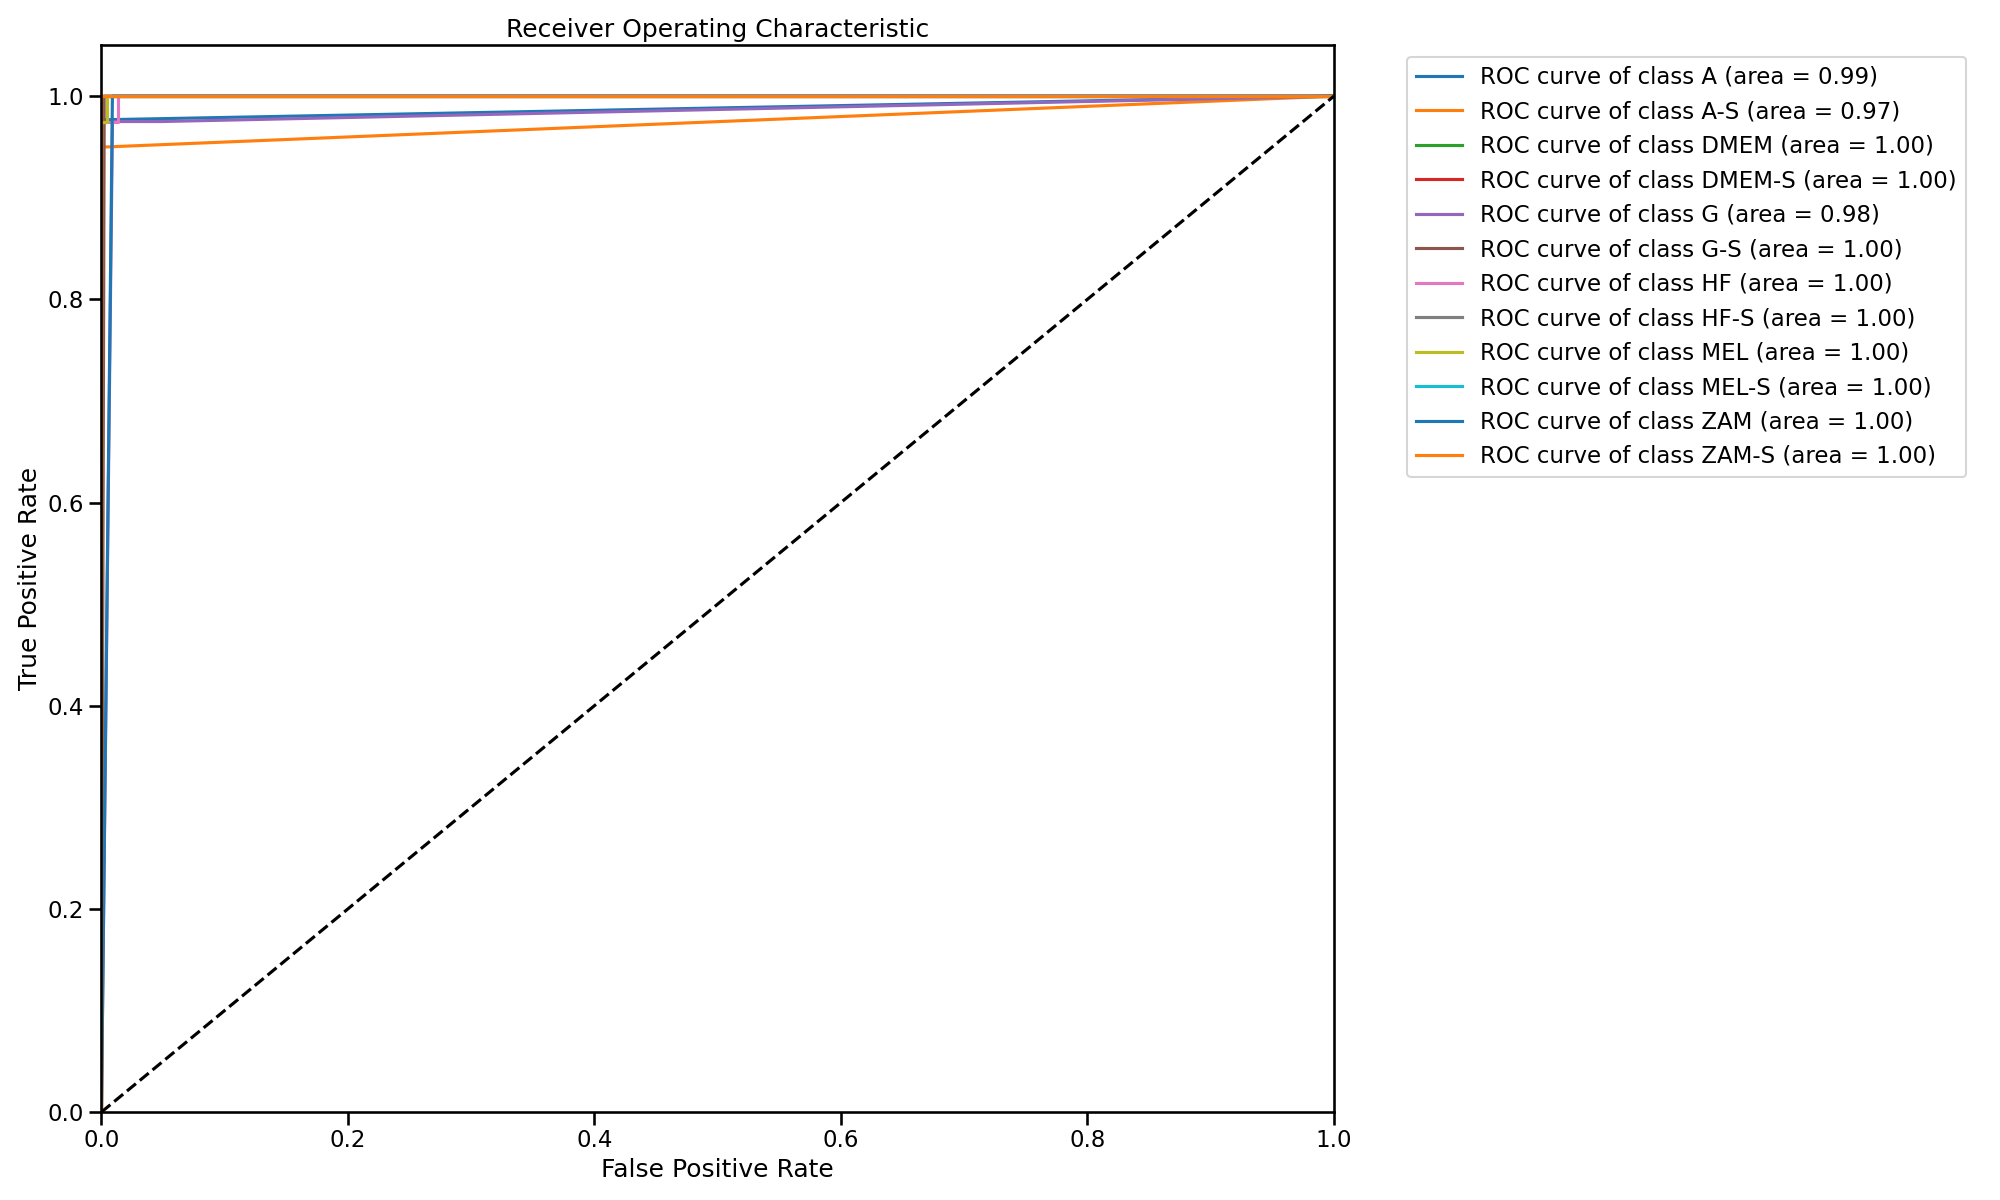 Receiver Operating Characteristic
ROC curve of class A (area = 0.99)
ROC curve of class A-S (area = 0.97)
ROC curve of class DMEM (area = 1.00)
ROC curve of class DMEM-S (area = 1.00)
ROC curve of class G (area = 0.98)
ROC curve of class G-S (area = 1.00)
ROC curve of class HF (area = 1.00)
ROC curve of class HF-S (area = 1.00)
ROC curve of class MEL (area = 1.00)
ROC curve of class MEL-S (area = 1.00)
ROC curve of class ZAM (area = 1.00)
ROC curve of class ZAM-S (area = 1.00)
True Positive Rate
1.0
0.8
0.6
0.4
0.2
0.0
0.0 0.2 0.4 0.6 0.8 1.0
False Positive Rate